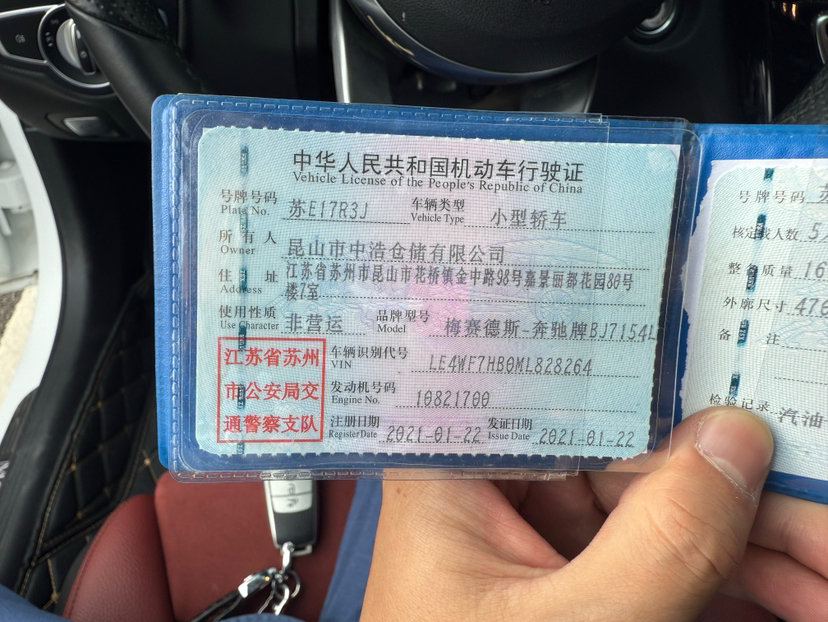 中华人民共和国机动车行驶证
Vehicle License of the People's Republic of China
号牌号码 苏E17R3J 车辆类型 小型轿车
Plate No. Vehicle Type
所有人 昆山市中浩仓储有限公司
Owner
住址 江苏省苏州市昆山市花桥镇金中路98号嘉景丽都花园80号
Address 楼7室
使用性质 非营运 品牌型号 梅赛德斯-奔驰牌BJ7154L
Use Character Model
江苏省苏州
市公安局交
通警察支队
车辆识别代号 LE4WF7HB0ML828264
VIN
发动机号码 10821700
Engine No.
注册日期 2021-01-22 发证日期 2021-01-22
Register Date Issue Date
号牌号码 苏
核定载人数 5
整备质量 16
外廓尺寸 476
备注
检验记录 汽油